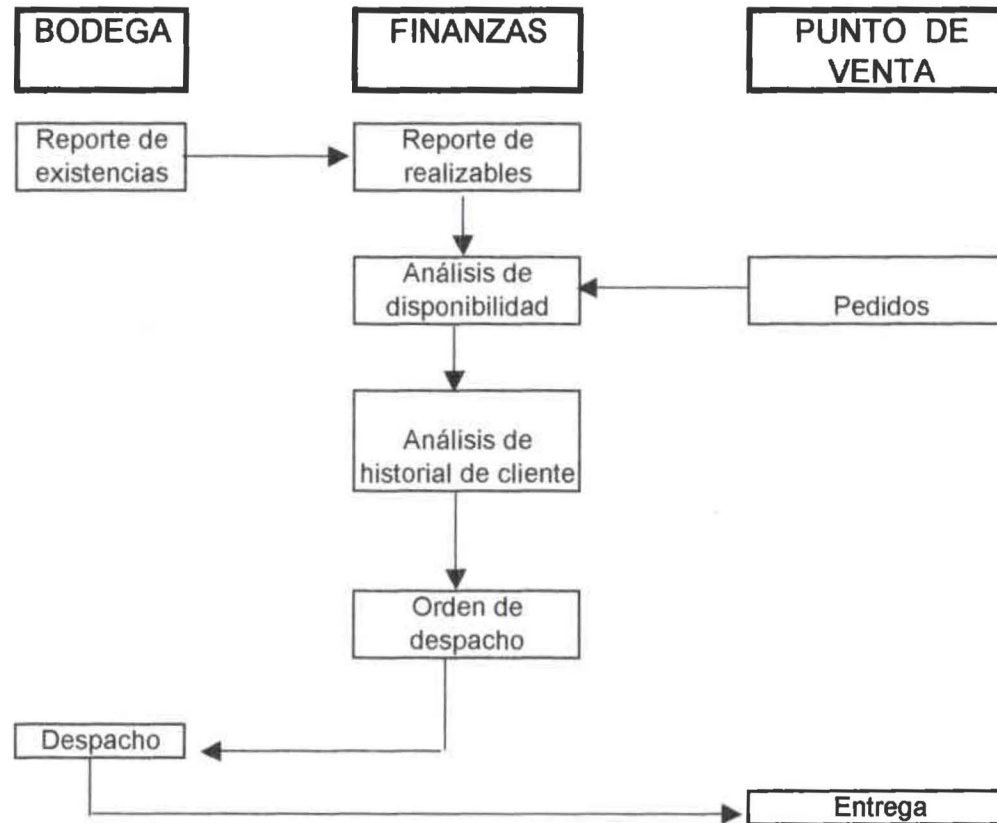 BODEGA
FINANZAS
PUNTO DE
VENTA
Reporte de
existencias
Reporte de
realizables
Análisis de
disponibilidad
Pedidos
Análisis de
historial de cliente
Orden de
despacho
Despacho
Entrega